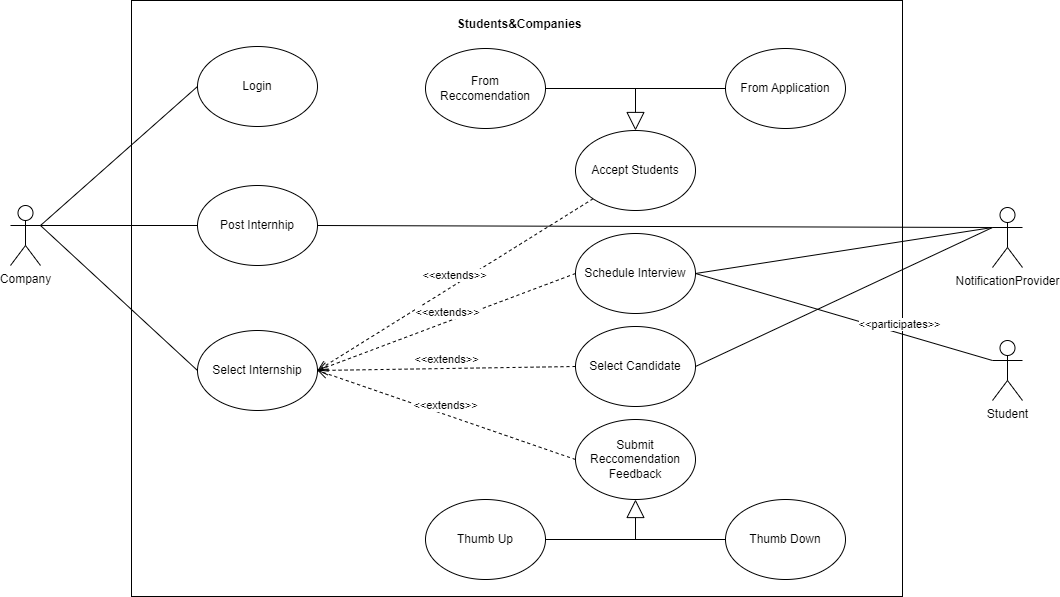 Students&Companies
Login
From
Reccomendation
From Application
Accept Students
Post Internhip
Company
<<extends>>
Schedule Interview
NotificationProvider
<<extends>>
<<participates>>
Select Internship
<<extends>>
Select Candidate
<<extends>>
Student
Submit
Reccomendation
Feedback
Thumb Up
Thumb Down